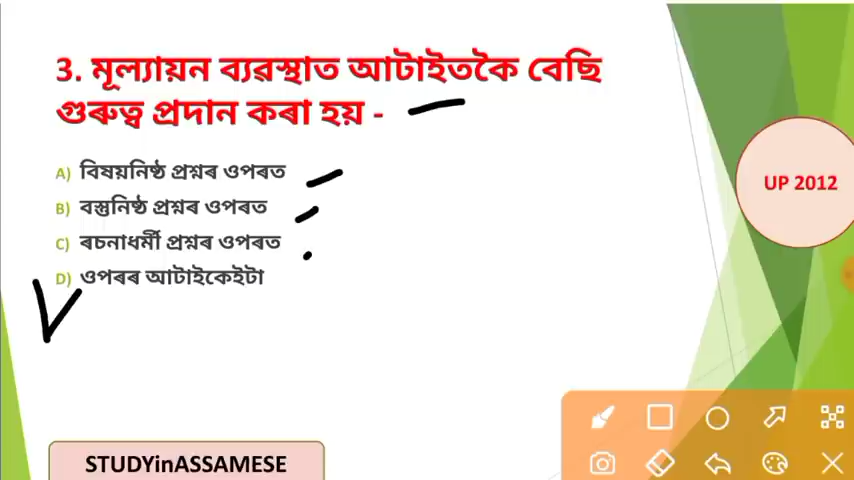 3. মূল্যায়ন ব্যৱস্থাত আটাইতকৈ বেছি
গুৰুত্ব প্ৰদান কৰা হয় -
A) বিষয়নিষ্ঠ প্ৰশ্নৰ ওপৰত
B) বস্তুনিষ্ঠ প্ৰশ্নৰ ওপৰত
C) ৰচনাধৰ্মী প্ৰশ্নৰ ওপৰত
D) ওপৰৰ আটাইকেইটা
UP 2012
STUDYinASSAMESE